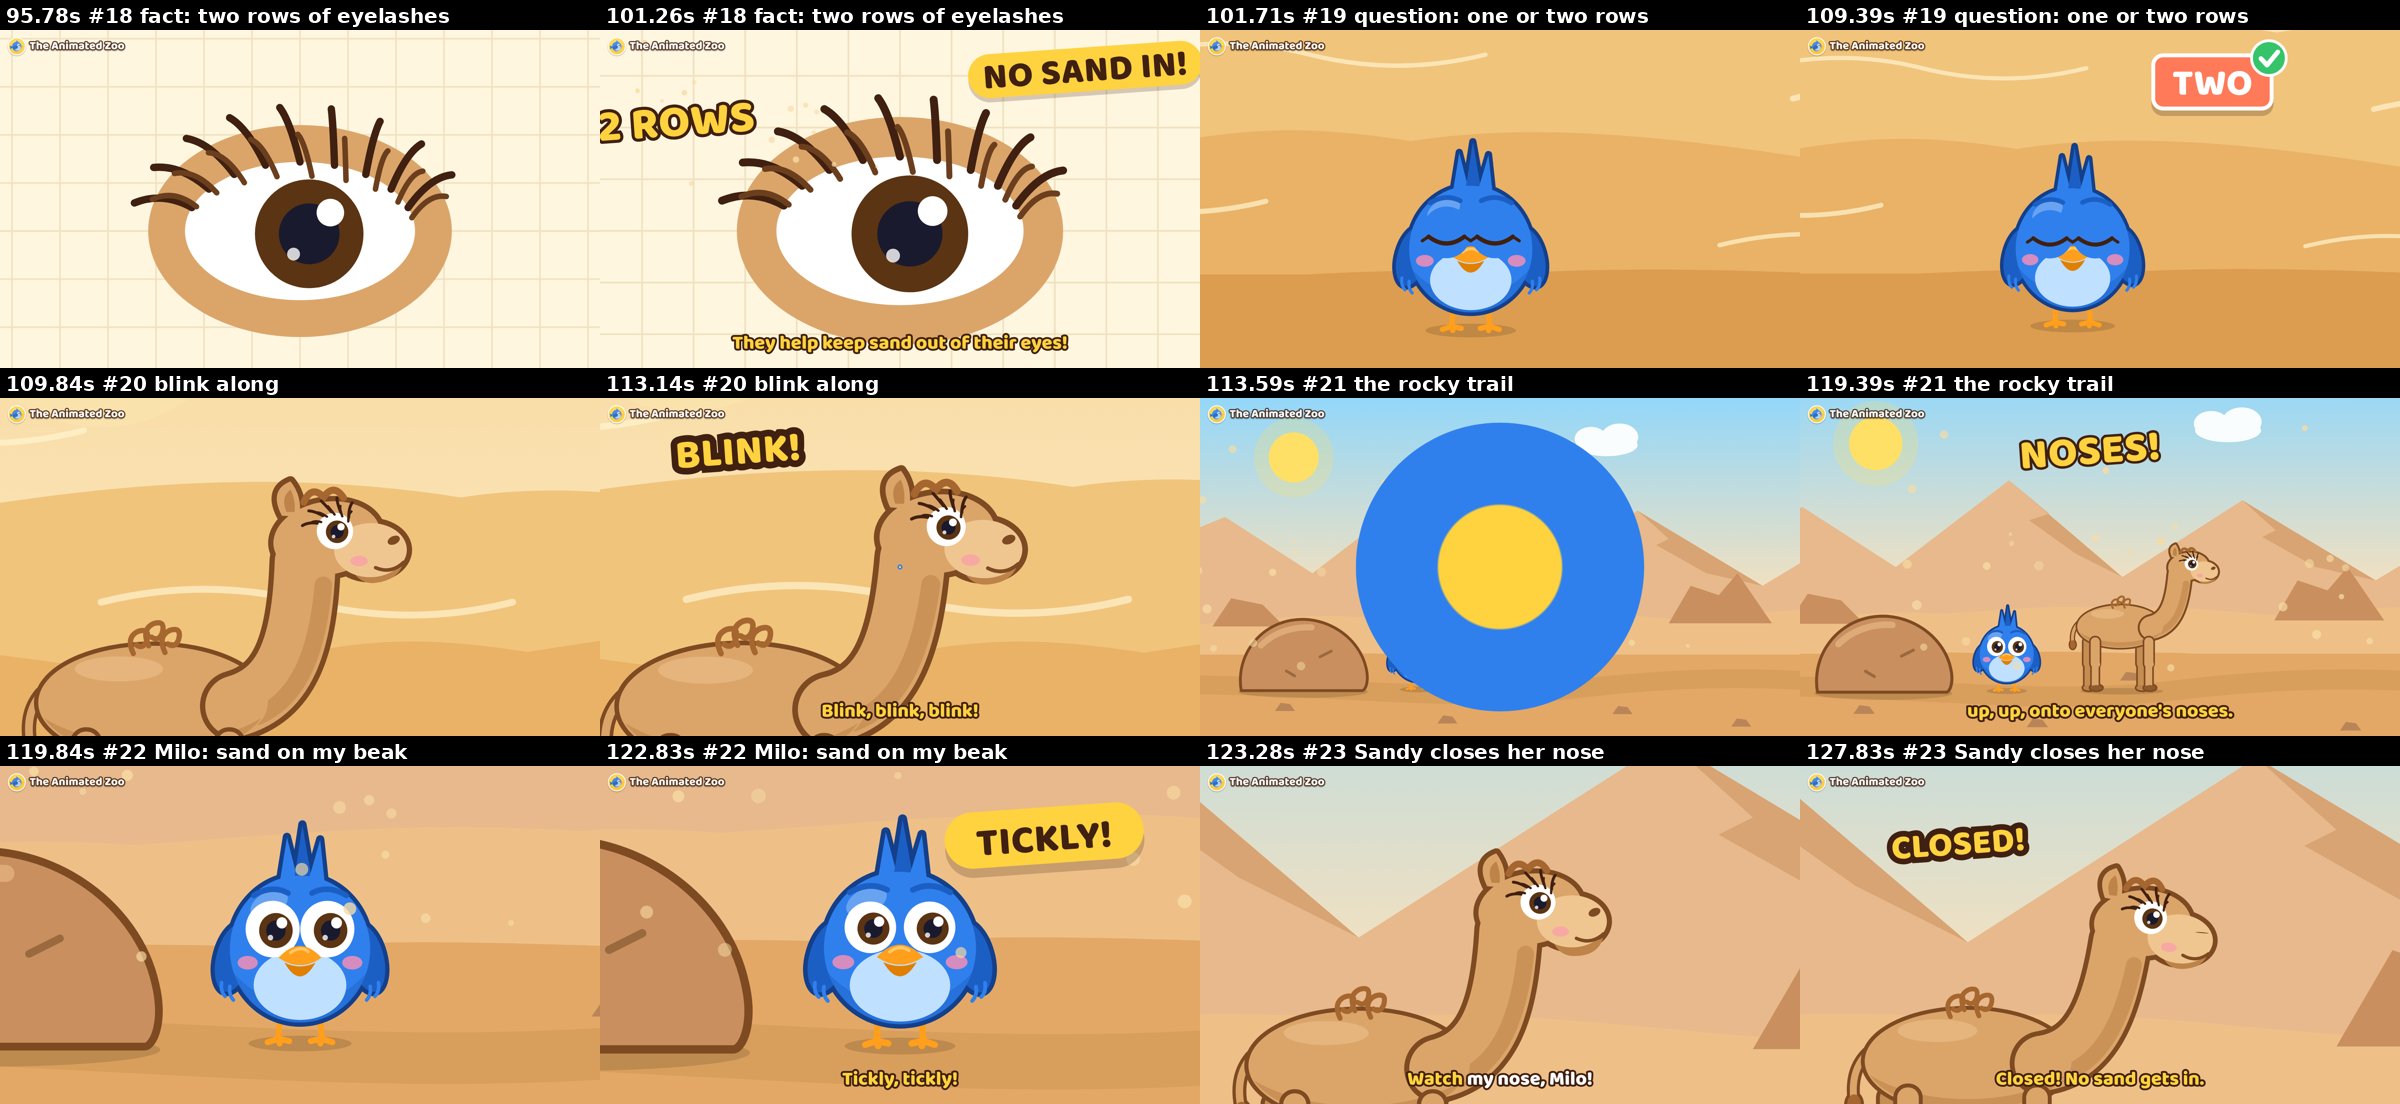 95.78s #18 fact: two rows of eyelashes
The Animated Zoo
101.26s #18 fact: two rows of eyelashes
The Animated Zoo
NO SAND IN!
2 ROWS
They help keep sand out of their eyes!
101.71s #19 question: one or two rows
The Animated Zoo
109.39s #19 question: one or two rows
The Animated Zoo
TWO
109.84s #20 blink along
The Animated Zoo
Blink, blink, blink!
113.14s #20 blink along
The Animated Zoo
BLINK!
113.59s #21 the rocky trail
The Animated Zoo
119.39s #21 the rocky trail
The Animated Zoo
NOSES!
up, up, onto everyone's noses.
119.84s #22 Milo: sand on my beak
The Animated Zoo
122.83s #22 Milo: sand on my beak
The Animated Zoo
TICKLY!
Tickly, tickly!
123.28s #23 Sandy closes her nose
The Animated Zoo
Watch my nose, Milo!
127.83s #23 Sandy closes her nose
The Animated Zoo
CLOSED!
Closed! No sand gets in.